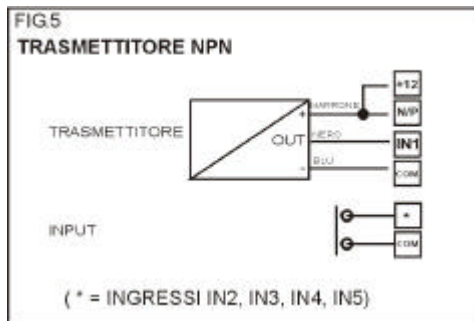 FIG.5
TRASMETTITORE NPN
+12
+ MARRONE N/P
TRASMETTITORE OUT NERO IN1
- BLU COM
*
INPUT
COM
( * = INGRESSI IN2, IN3, IN4, IN5)